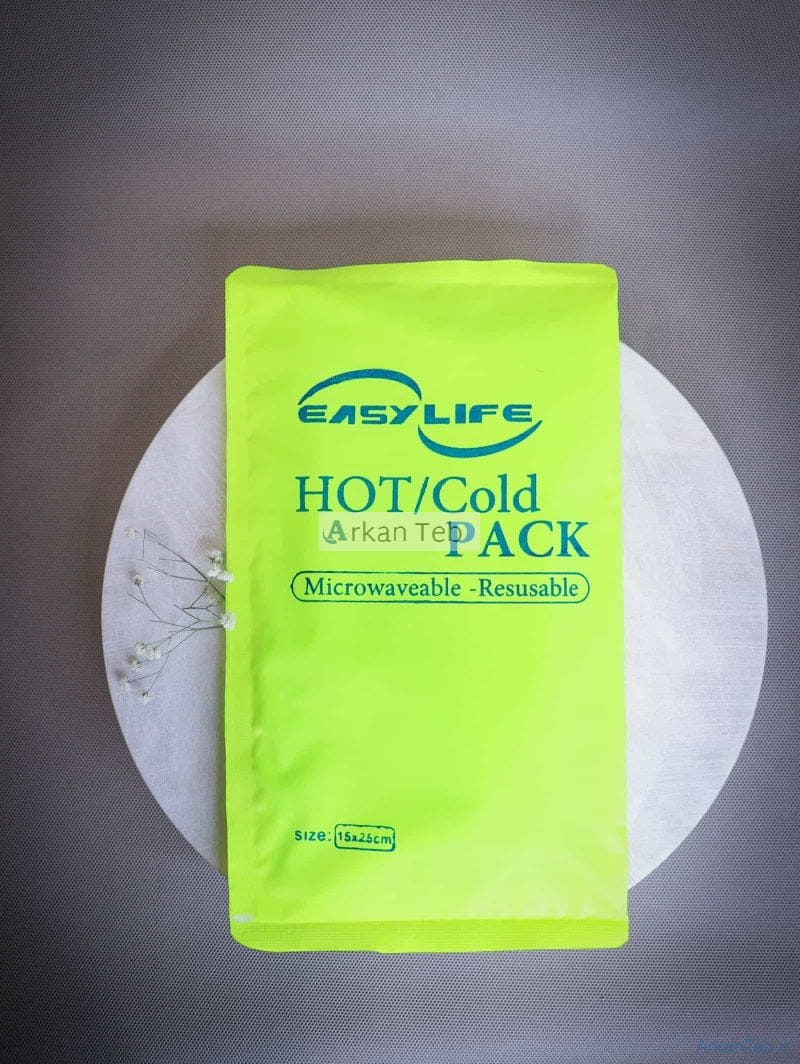 EASYLIFE
HOT/Cold
Arkan Teb
PACK
Microwaveable -Resusable
size: 15x25cm